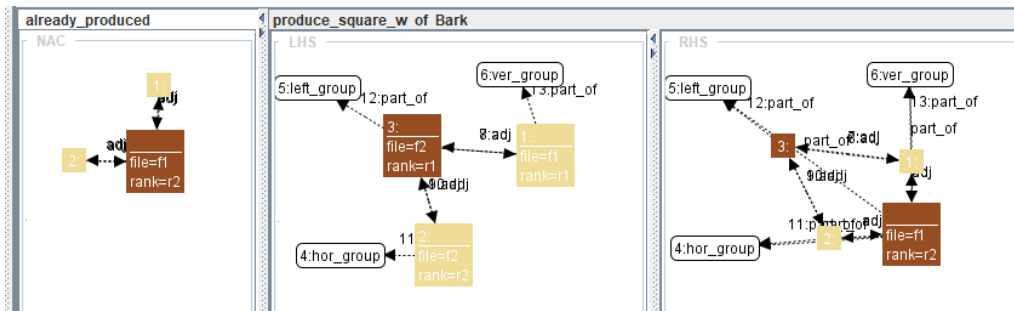 already_produced
produce_square_w of Bark
NAC
1:
adj
adj
2:
file=f1
rank=r2
LHS
6:ver_group
5:left_group
13:part_of
12:part_of
3:
file=f2
rank=r1
8:adj
1:
file=f1
rank=r1
2:
file=f2
rank=r2
11
4:hor_group
RHS
6:ver_group
5:left_group
12:part_of
13:part_of
part_of
part_of
3:
1:
adj
adj
2:
file=f1
rank=r2
4:hor_group